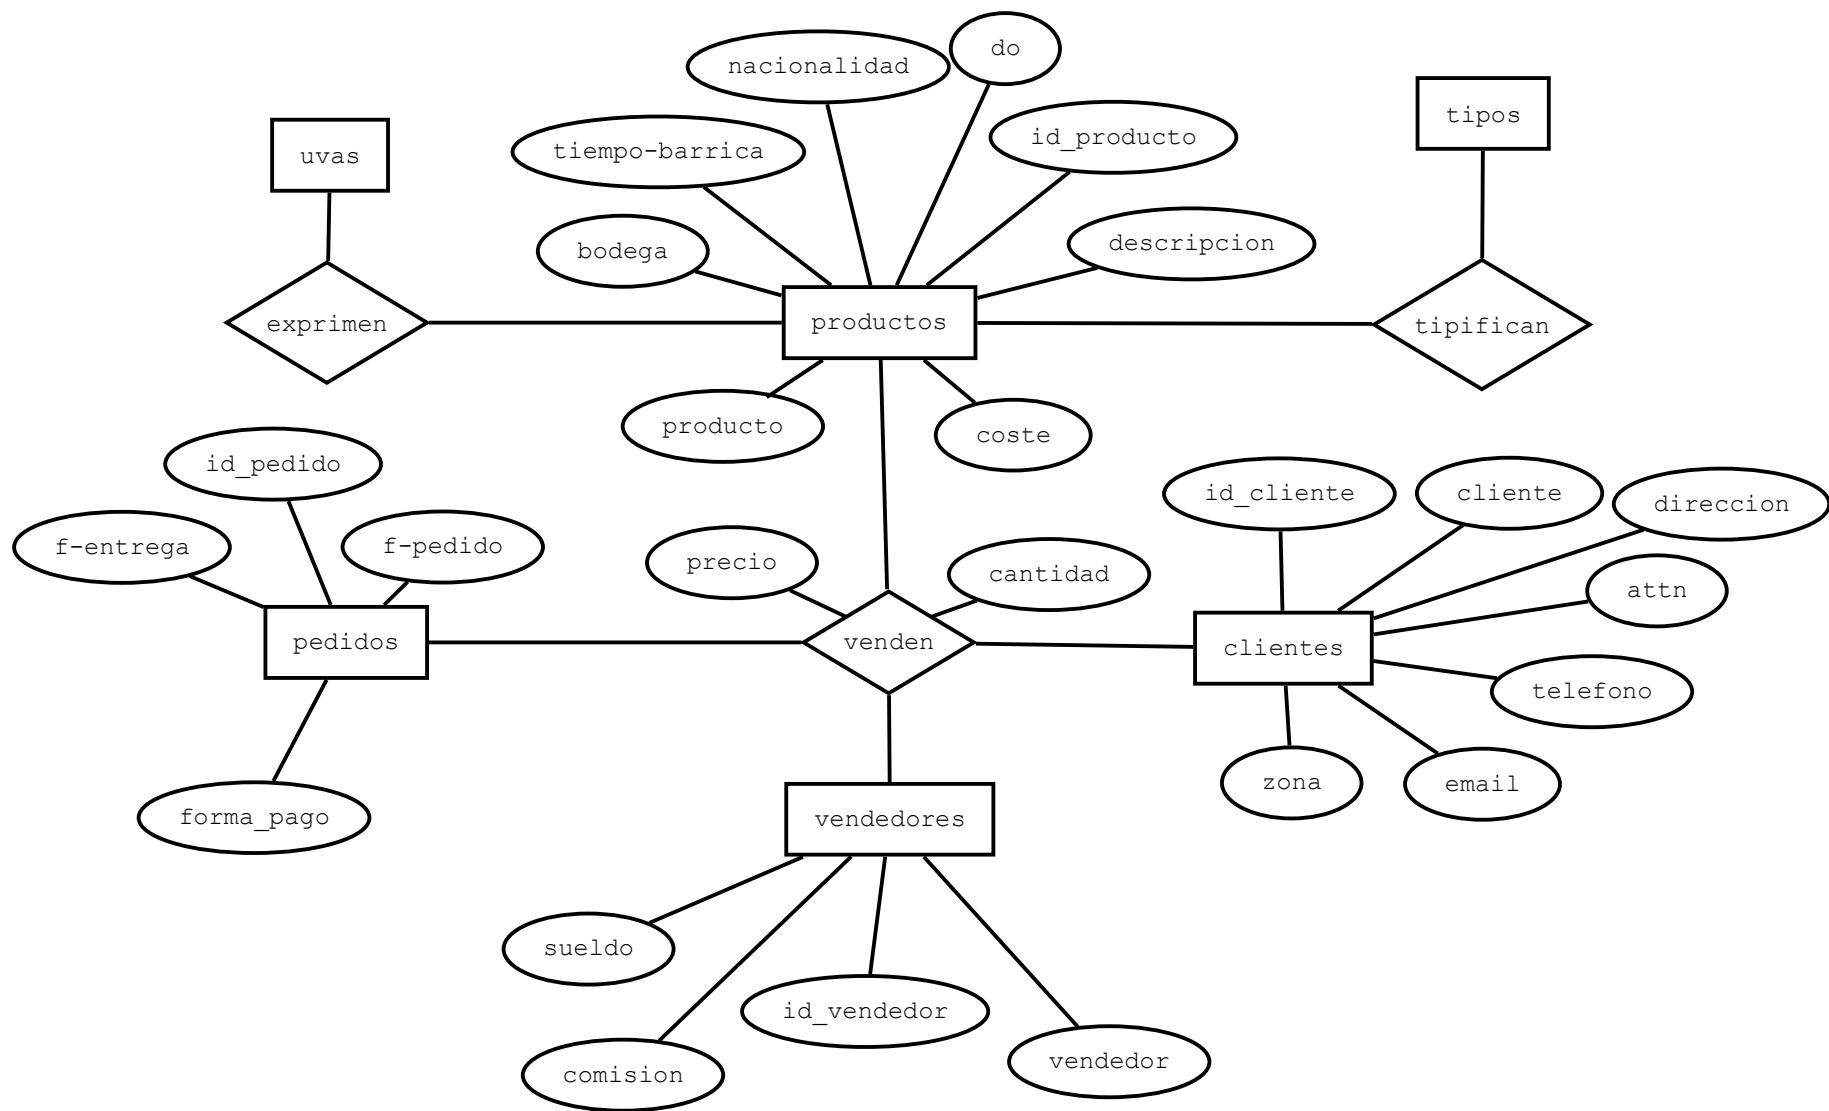 do
nacionalidad
tipos
id_producto
uvas
tiempo-barrica
descripcion
bodega
exprimen
productos
tipifican
producto
coste
id_pedido
id_cliente
cliente
direccion
f-entrega
f-pedido
precio
cantidad
attn
pedidos
venden
clientes
telefono
zona
email
forma_pago
vendedores
sueldo
id_vendedor
vendedor
comision